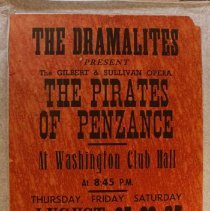 THE DRAMALITES
PRESENT
The GILBERT & SULLIVAN OPERA
THE PIRATES
OF PENZANCE
At Washington Club Hall
At 8:45 P.M.
THURSDAY, FRIDAY SATURDAY
AUGUST